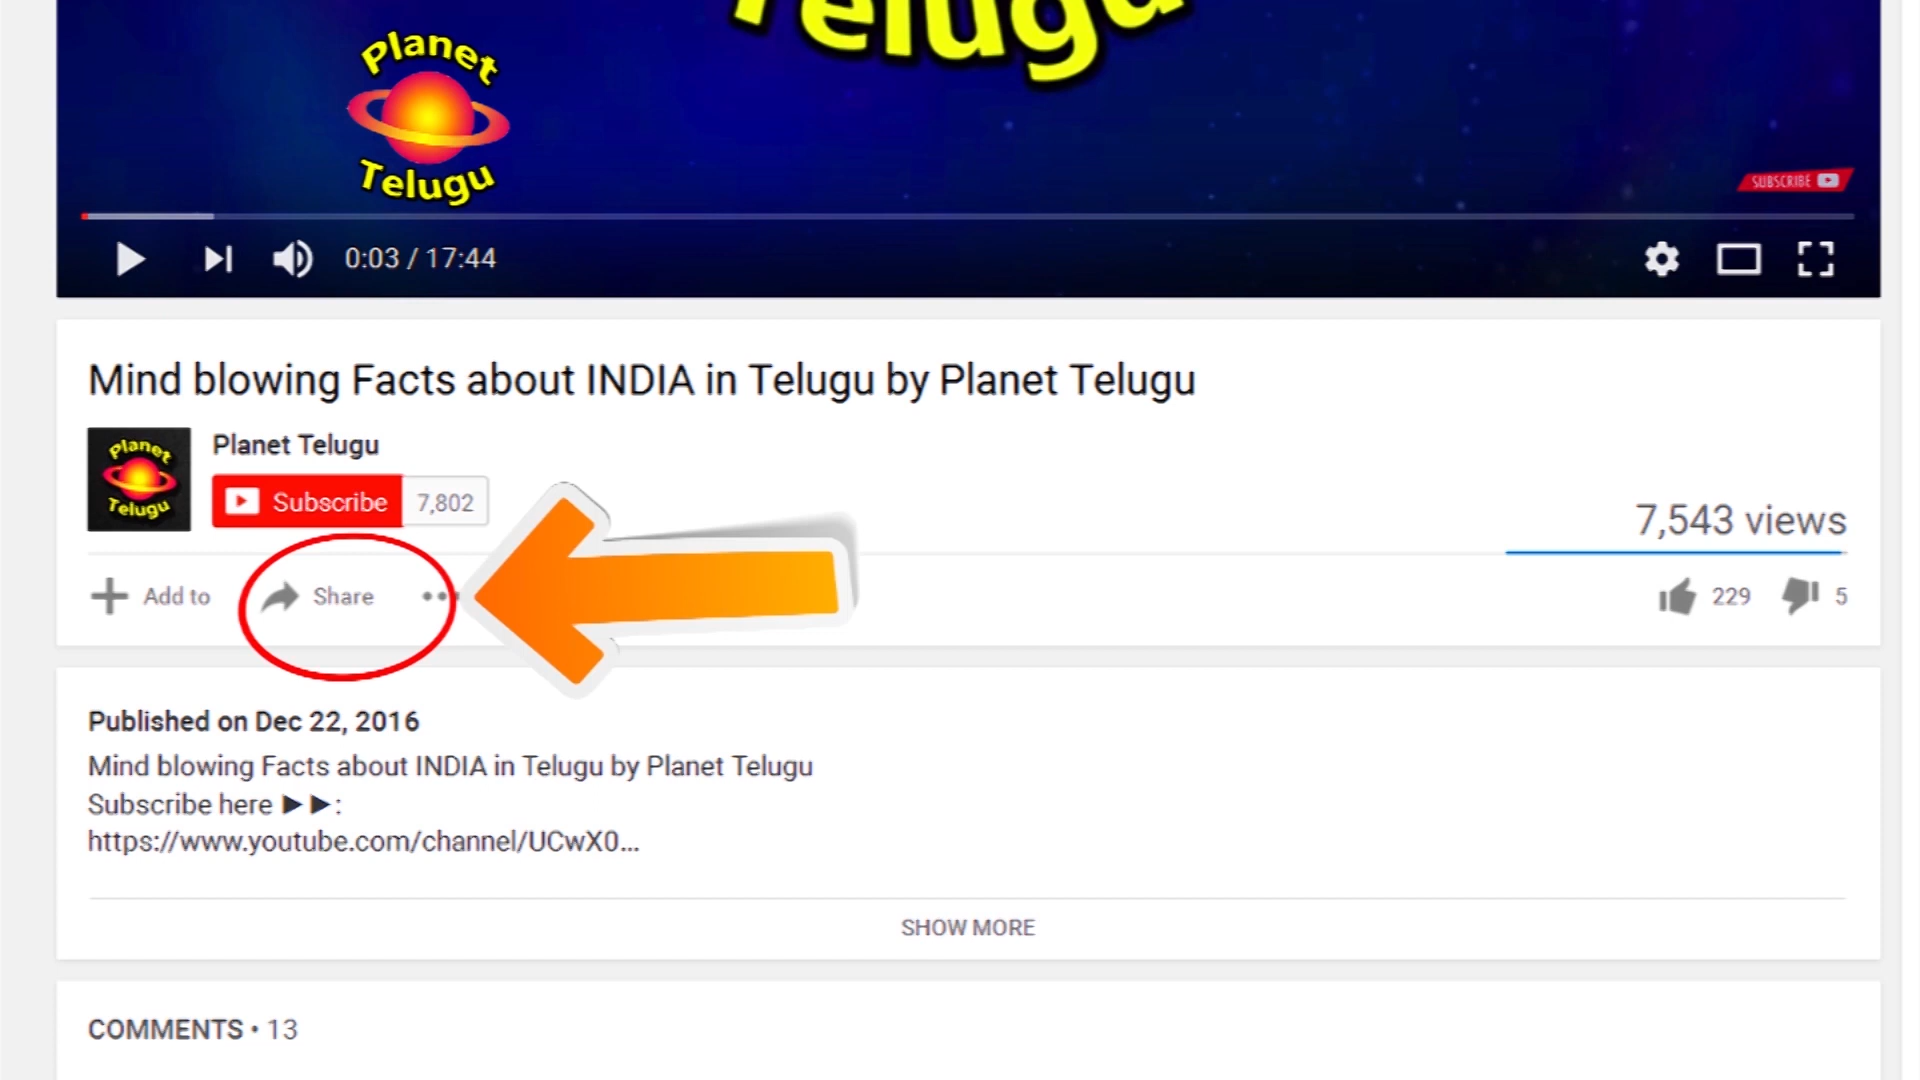 Telugu
Planet
Telugu
SUBSCRIBE
0:03 / 17:44
Mind blowing Facts about INDIA in Telugu by Planet Telugu
Planet
Telugu
Planet Telugu
Subscribe 7,802
7,543 views
Add to Share
229 5
Published on Dec 22, 2016
Mind blowing Facts about INDIA in Telugu by Planet Telugu
Subscribe here ►►:
https://www.youtube.com/channel/UCwX0...
SHOW MORE
COMMENTS • 13